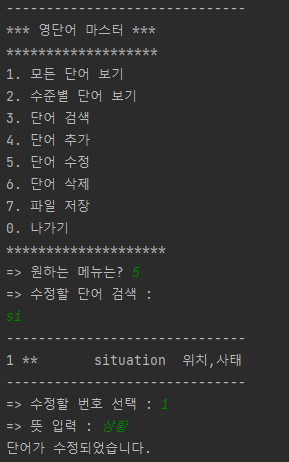 ------------------------------
*** 영단어 마스터 ***
*******************
1. 모든 단어 보기
2. 수준별 단어 보기
3. 단어 검색
4. 단어 추가
5. 단어 수정
6. 단어 삭제
7. 파일 저장
0. 나가기
********************
=> 원하는 메뉴는? 5
=> 수정할 단어 검색 :
si
------------------------------
1 **       situation  위치,사태
------------------------------
=> 수정할 번호 선택 : 1
=> 뜻 입력 : 상황
단어가 수정되었습니다.